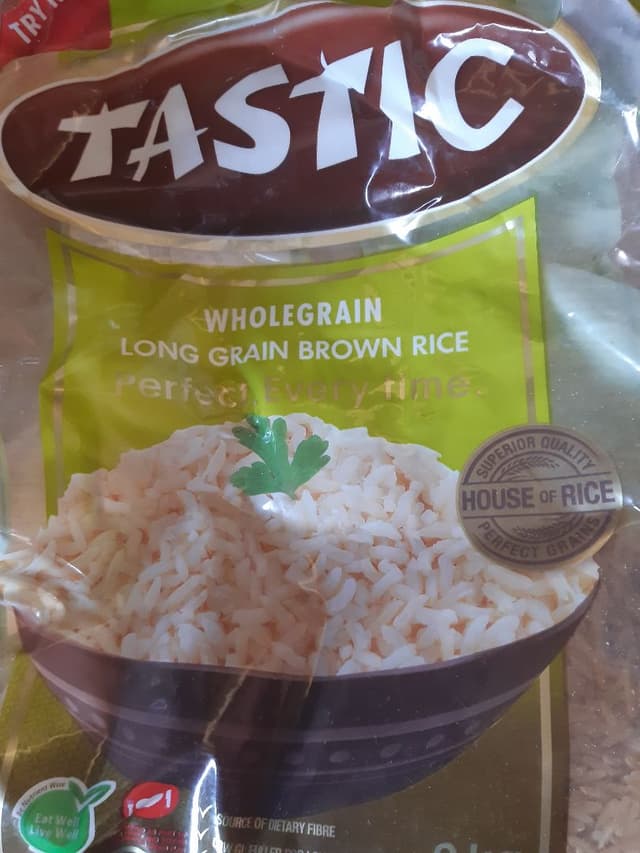 TRY
TASTIC
WHOLEGRAIN
LONG GRAIN BROWN RICE
Perfect Every time.
SUPERIOR QUALITY
HOUSE OF RICE
PERFECT GRAINS
Eat Well
Live Well
SOURCE OF DIETARY FIBRE